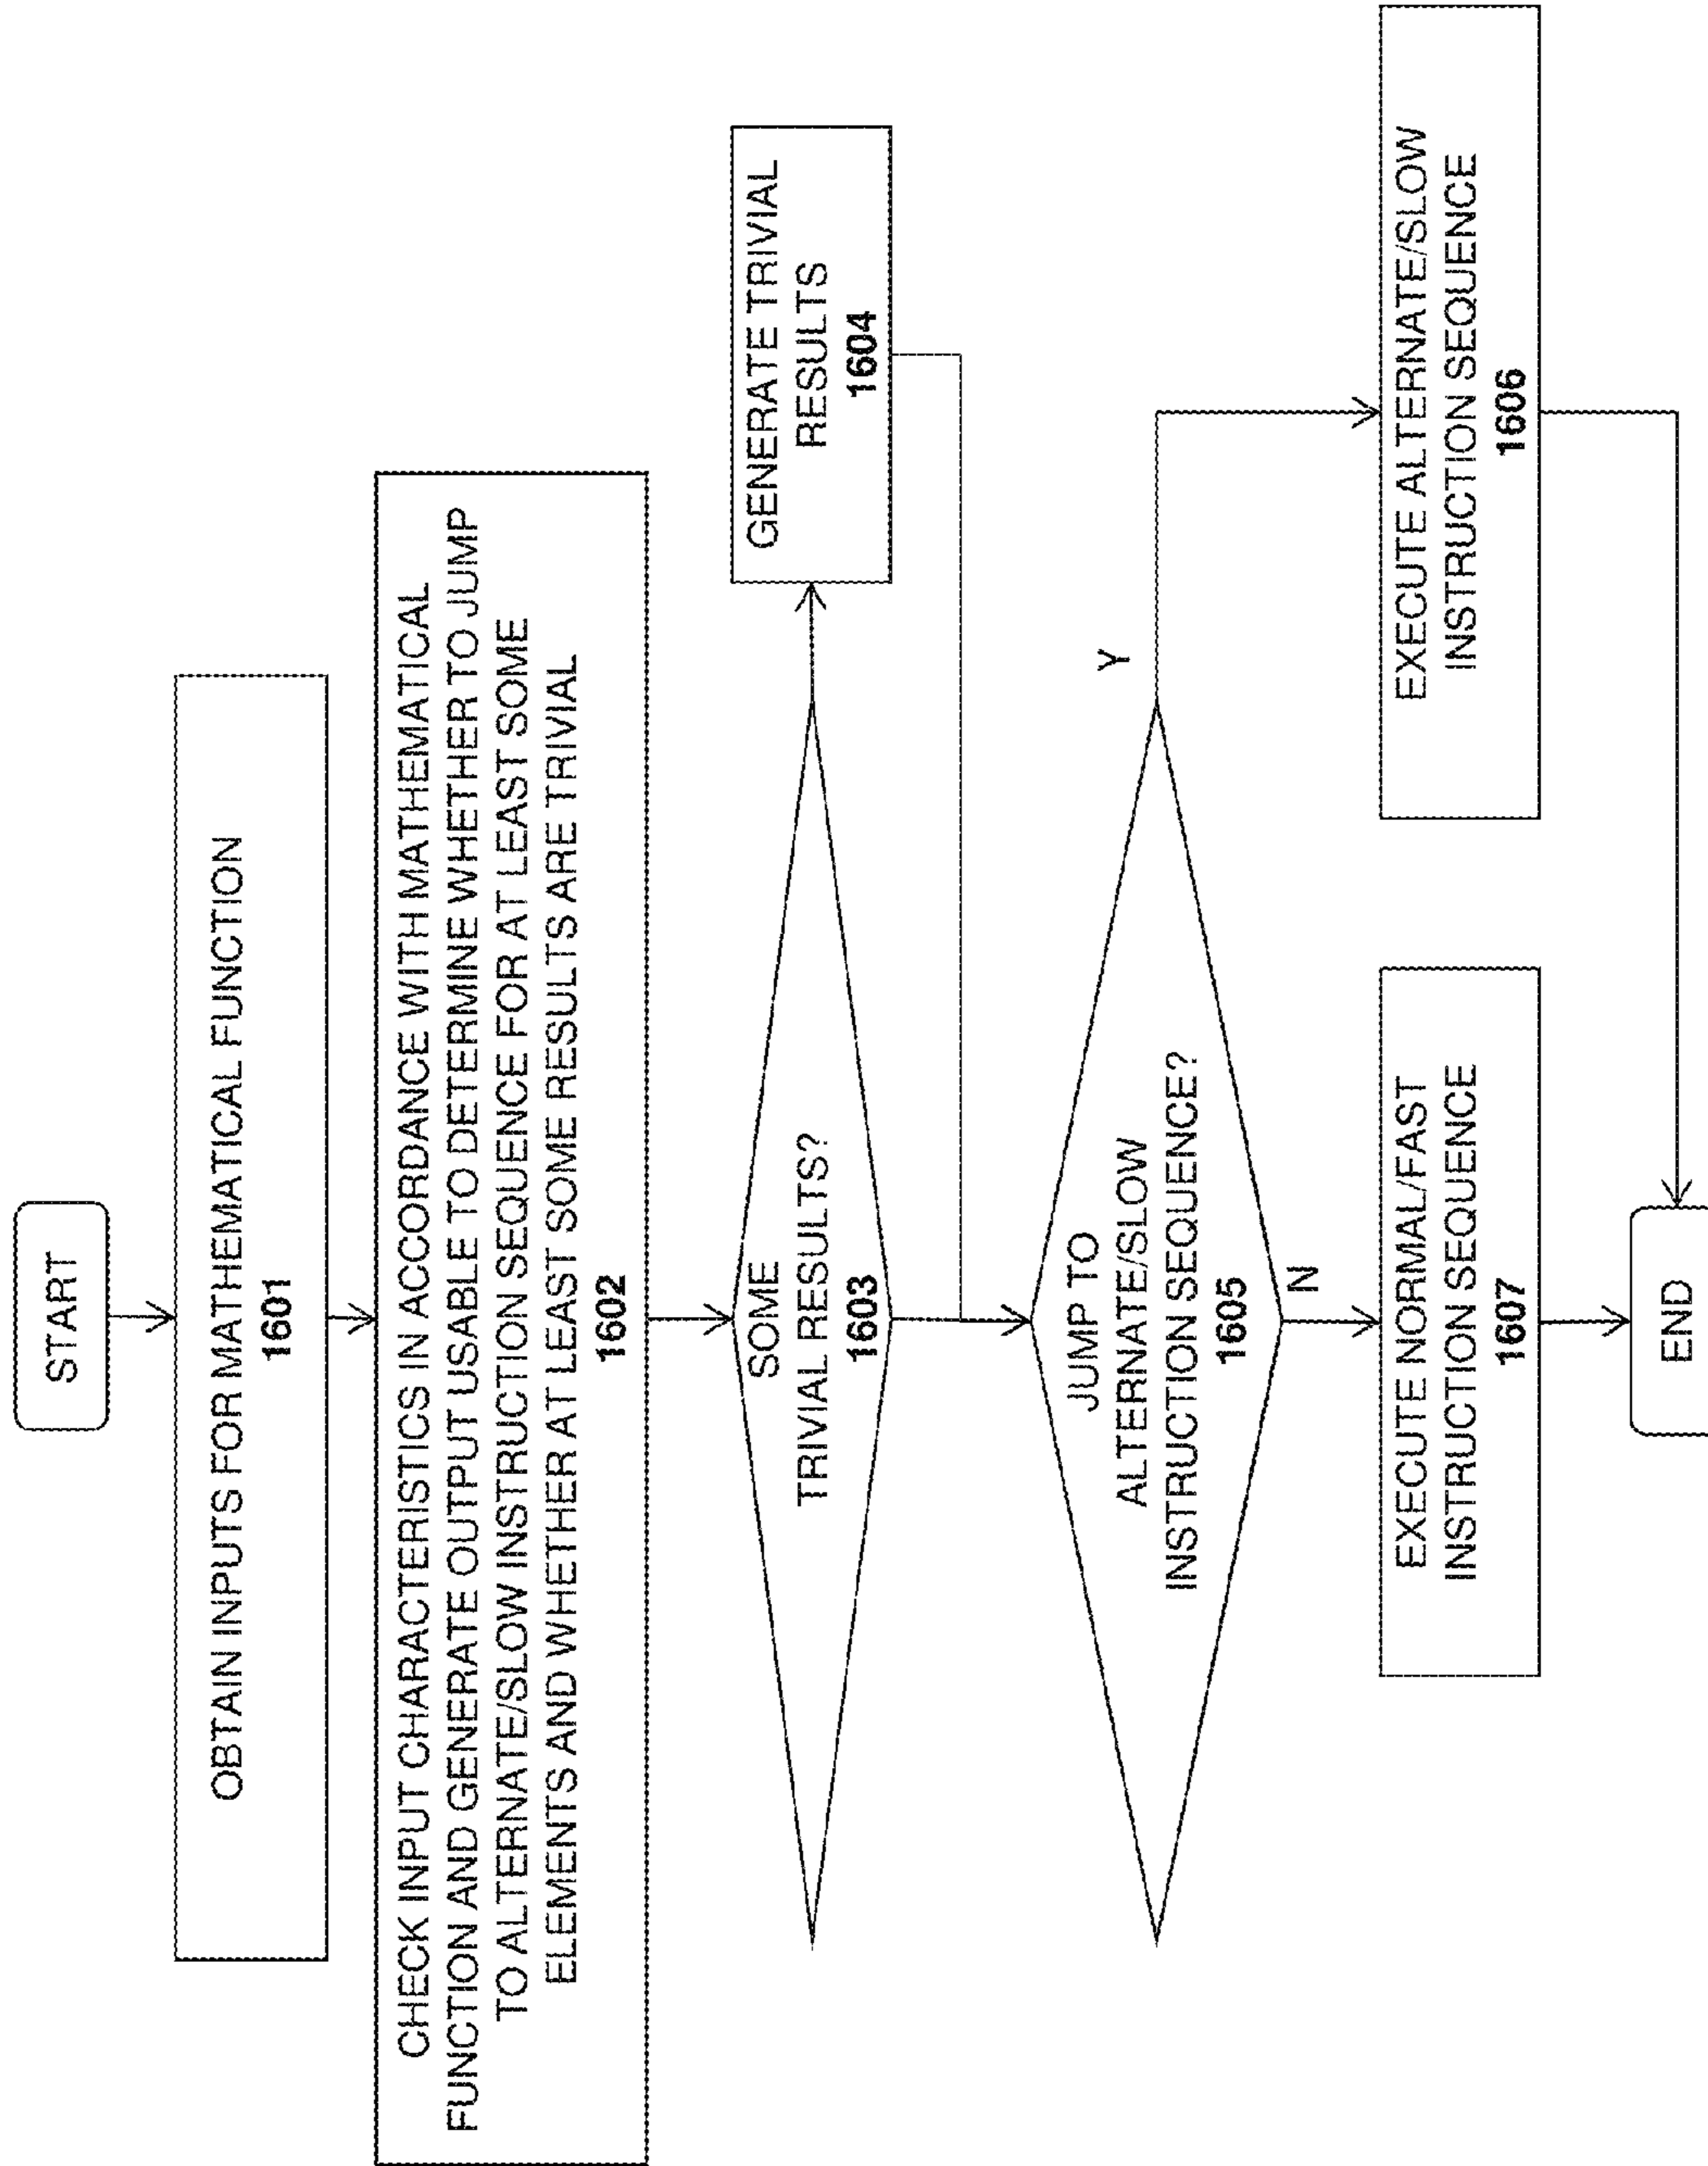 START
OBTAIN INPUTS FOR MATHEMATICAL FUNCTION
1601
CHECK INPUT CHARACTERISTICS IN ACCORDANCE WITH MATHEMATICAL
FUNCTION AND GENERATE OUTPUT USABLE TO DETERMINE WHETHER TO JUMP
TO ALTERNATE/SLOW INSTRUCTION SEQUENCE FOR AT LEAST SOME
ELEMENTS AND WHETHER AT LEAST SOME RESULTS ARE TRIVIAL
1602
SOME
TRIVIAL RESULTS?
1603
GENERATE TRIVIAL
RESULTS
1604
JUMP TO
ALTERNATE/SLOW
INSTRUCTION SEQUENCE?
1605
Y
N
EXECUTE NORMAL/FAST
INSTRUCTION SEQUENCE
1607
EXECUTE ALTERNATE/SLOW
INSTRUCTION SEQUENCE
1606
END